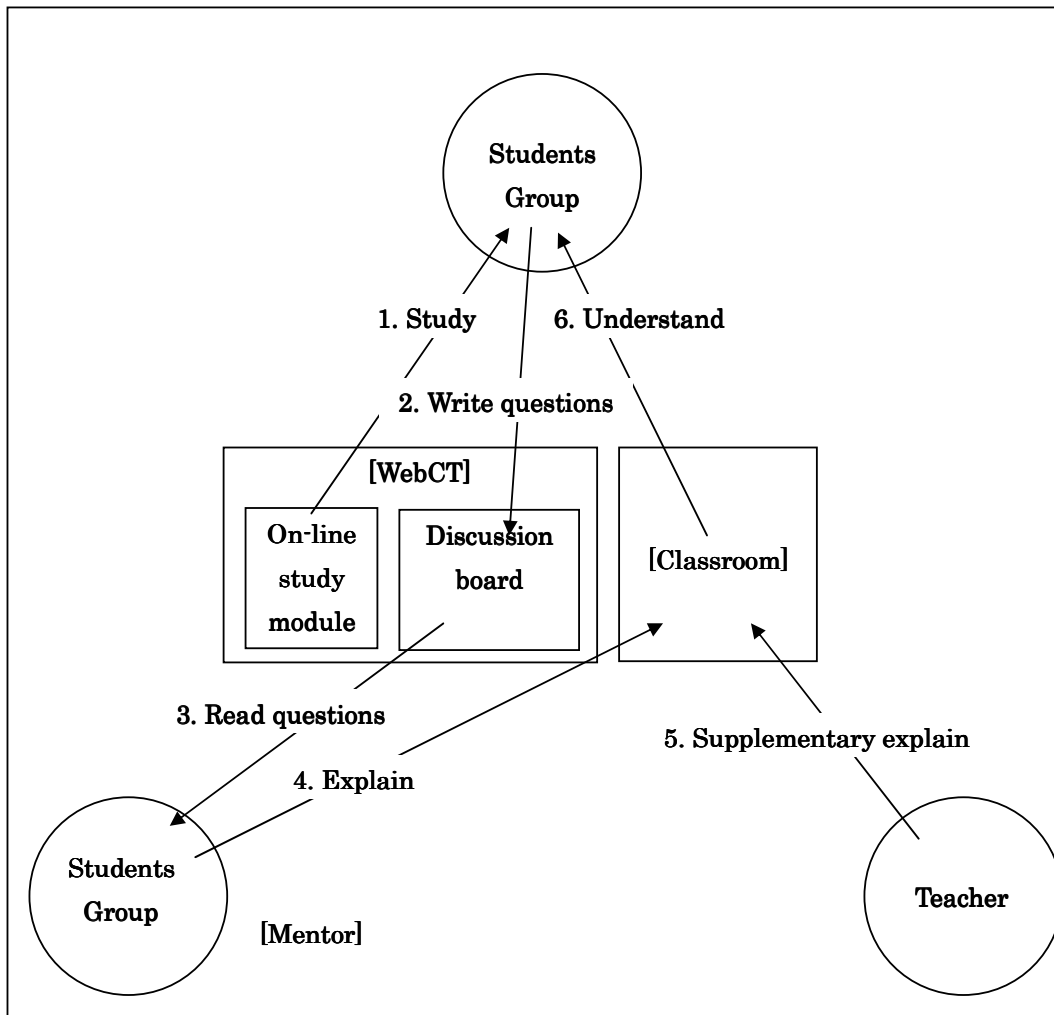 Students
Group
1. Study
6. Understand
2. Write questions
[WebCT]
On-line
study
module
Discussion
board
[Classroom]
3. Read questions
5. Supplementary explain
4. Explain
Students
Group
[Mentor]
Teacher